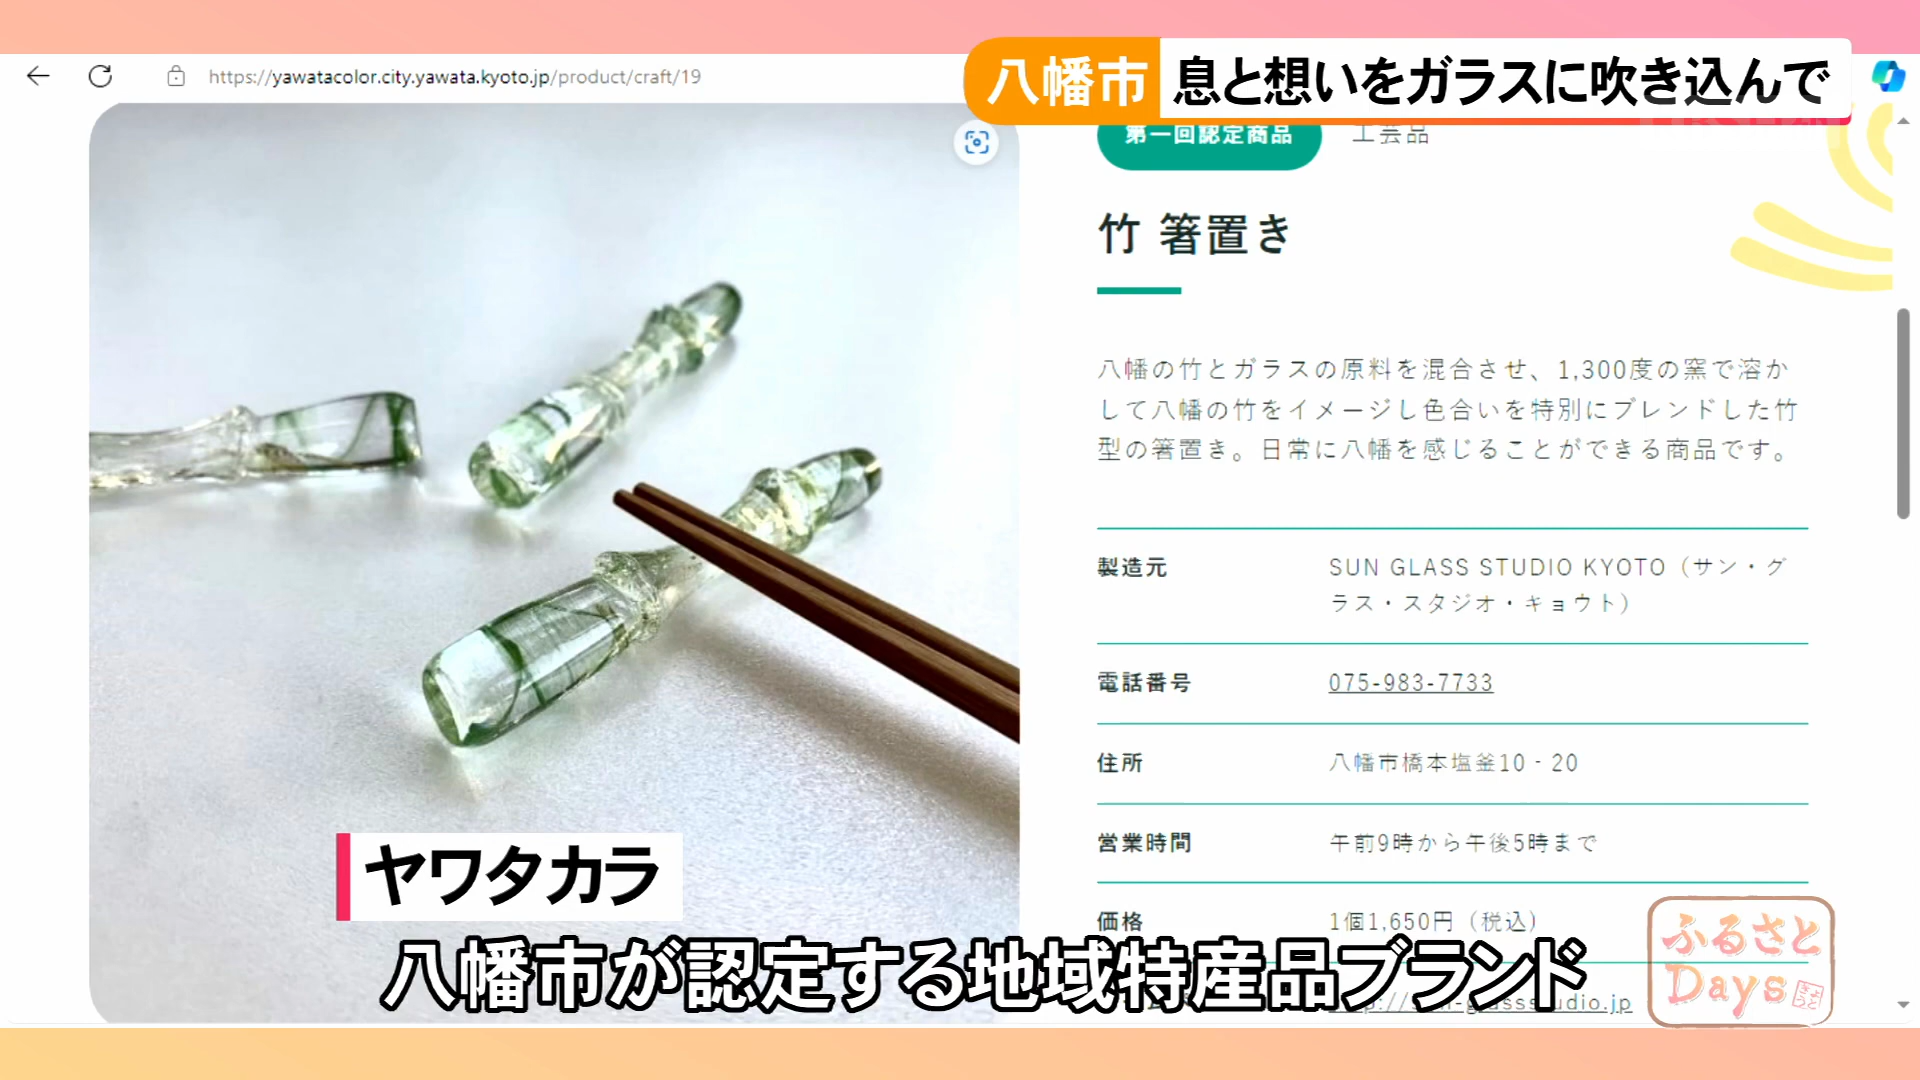 https://yawatacolor.city.yawata.kyoto.jp/product/craft/19
八幡市 息と想いをガラスに吹き込んで
第一回認定商品 工芸品
竹 箸置き
八幡の竹とガラスの原料を混合させ、1,300度の窯で溶か
して八幡の竹をイメージし色合いを特別にブレンドした竹
型の箸置き。日常に八幡を感じることができる商品です。
製造元 SUN GLASS STUDIO KYOTO（サン・グ
ラス・スタジオ・キョウト）
電話番号 075-983-7733
住所 八幡市橋本塩釜10‐20
営業時間 午前9時から午後5時まで
価格 1個1,650円（税込）
ヤワタカラ
八幡市が認定する地域特産品ブランド
ふるさと
Days